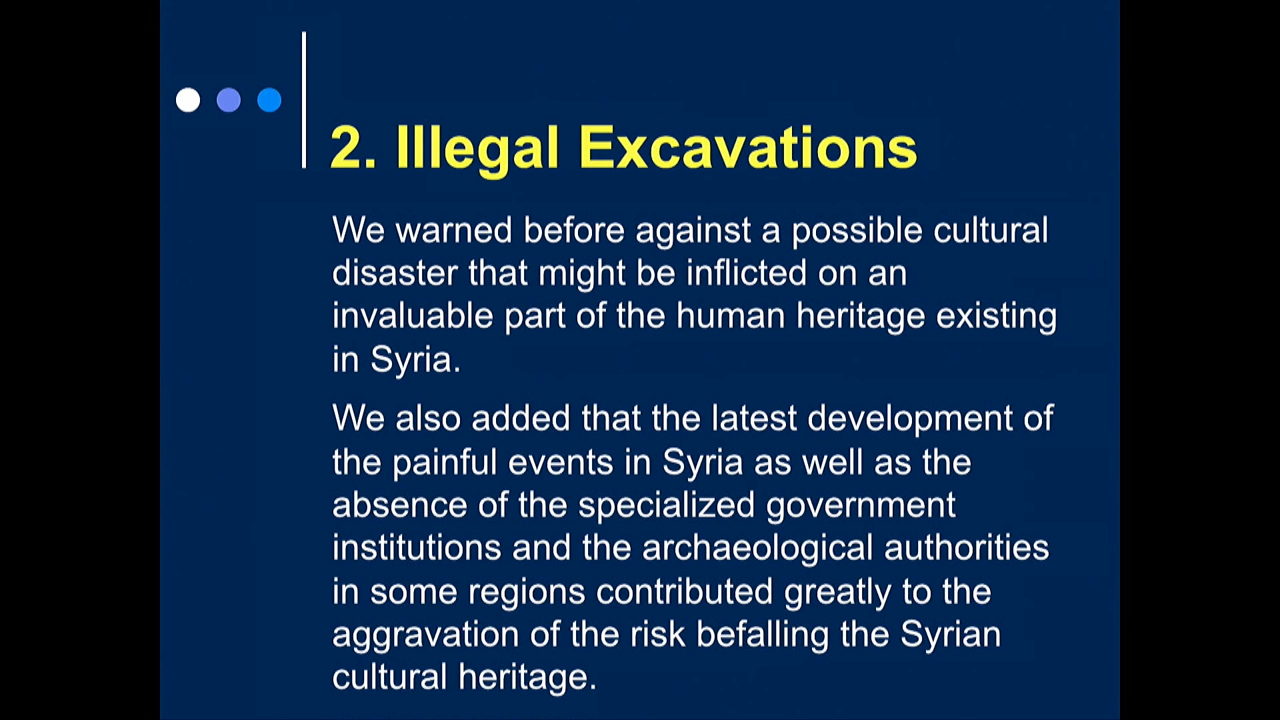 2. Illegal Excavations
We warned before against a possible cultural
disaster that might be inflicted on an
invaluable part of the human heritage existing
in Syria.
We also added that the latest development of
the painful events in Syria as well as the
absence of the specialized government
institutions and the archaeological authorities
in some regions contributed greatly to the
aggravation of the risk befalling the Syrian
cultural heritage.